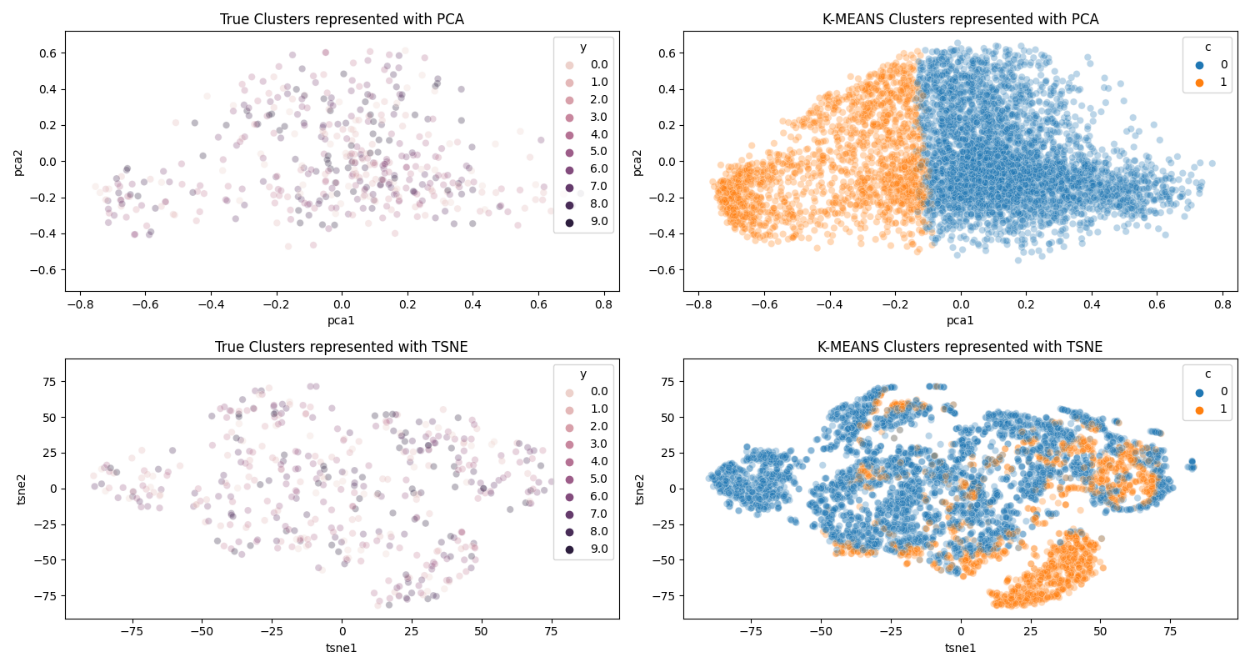 True Clusters represented with PCA
y
0.0
1.0
2.0
3.0
4.0
5.0
6.0
7.0
8.0
9.0
0.6
0.4
0.2
0.0
−0.2
−0.4
−0.6
pca2
−0.8 −0.6 −0.4 −0.2 0.0 0.2 0.4 0.6 0.8
pca1
K-MEANS Clusters represented with PCA
c
0
1
0.6
0.4
0.2
0.0
−0.2
−0.4
−0.6
pca2
−0.8 −0.6 −0.4 −0.2 0.0 0.2 0.4 0.6 0.8
pca1
True Clusters represented with TSNE
y
0.0
1.0
2.0
3.0
4.0
5.0
6.0
7.0
8.0
9.0
75
50
25
0
−25
−50
−75
tsne2
−75 −50 −25 0 25 50 75
tsne1
K-MEANS Clusters represented with TSNE
c
0
1
75
50
25
0
−25
−50
−75
tsne2
−75 −50 −25 0 25 50 75
tsne1